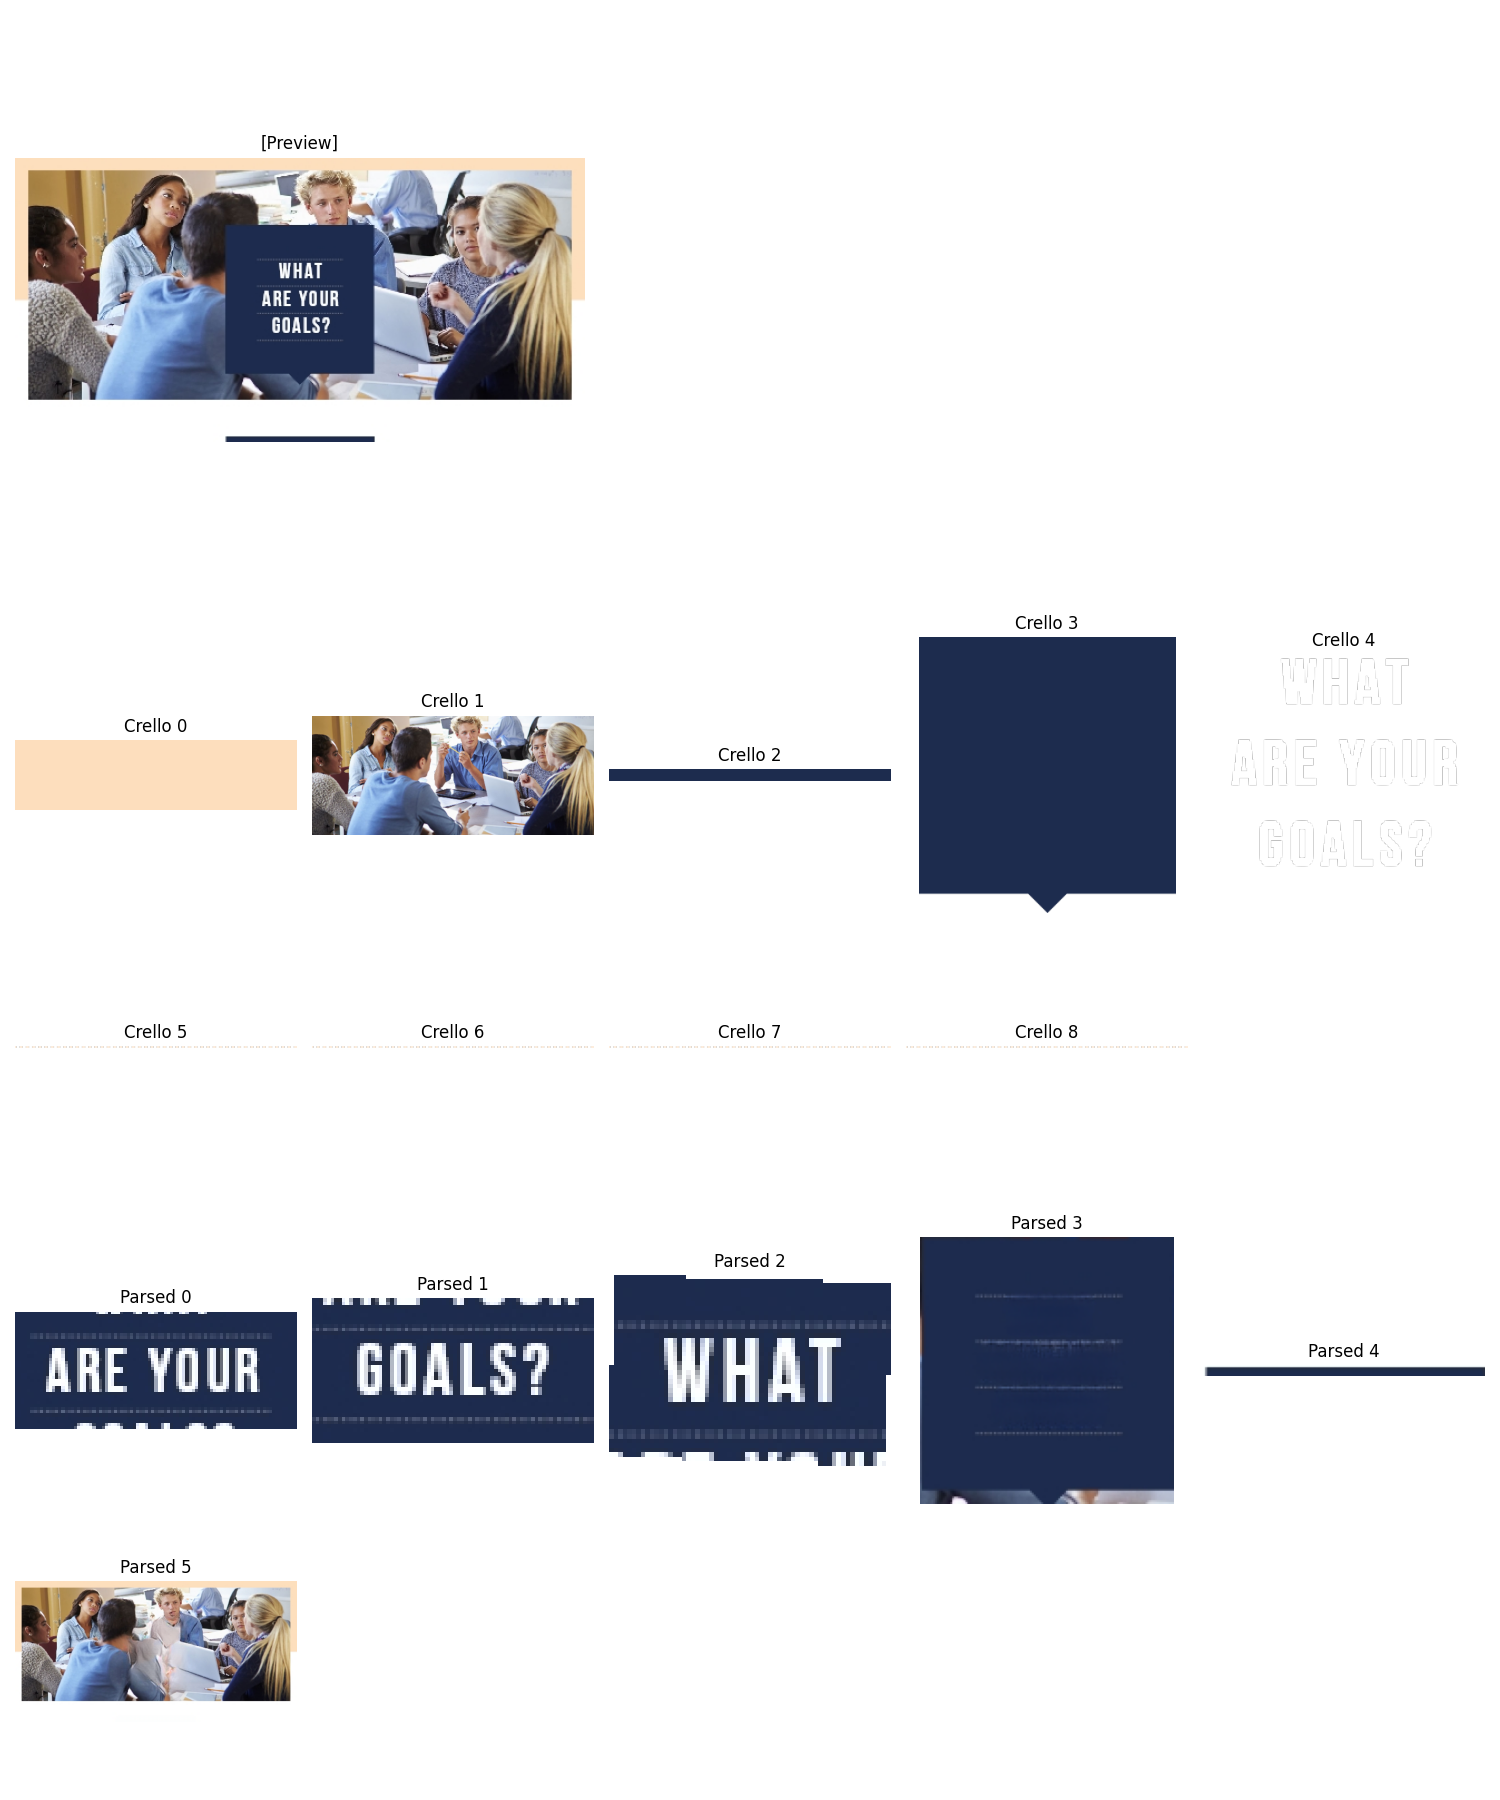 [Preview]
WHAT
ARE YOUR
GOALS?
Crello 0
Crello 1
Crello 2
Crello 3
Crello 4
WHAT
ARE YOUR
GOALS?
Crello 5
Crello 6
Crello 7
Crello 8
Parsed 0
ARE YOUR
Parsed 1
GOALS?
Parsed 2
WHAT
Parsed 3
Parsed 4
Parsed 5